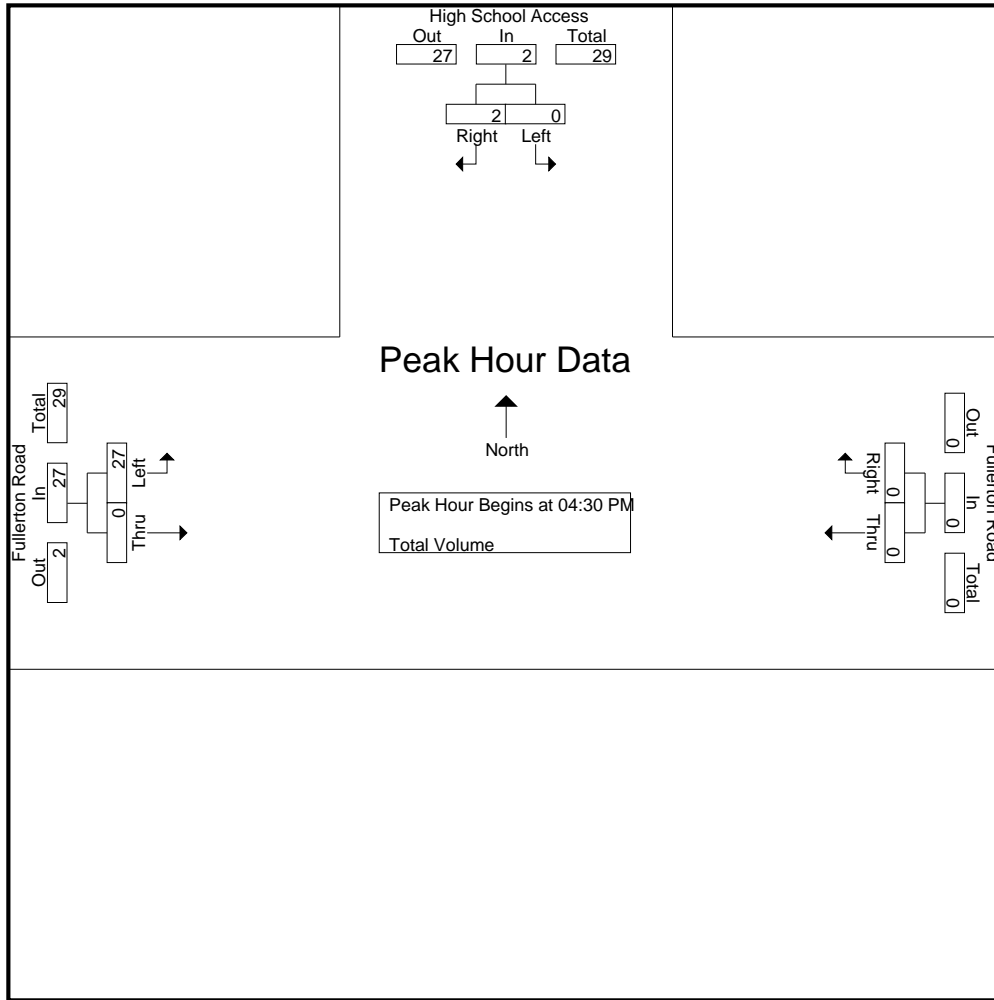 High School Access
Out In Total
27 2 29
2 0
Right Left
Peak Hour Data
North
Peak Hour Begins at 04:30 PM
Total Volume
Fullerton Road
Out In Total
2 27 29
27 0
Left Thru
Fullerton Road
Out In Total
0 0 0
0 0
Right Thru